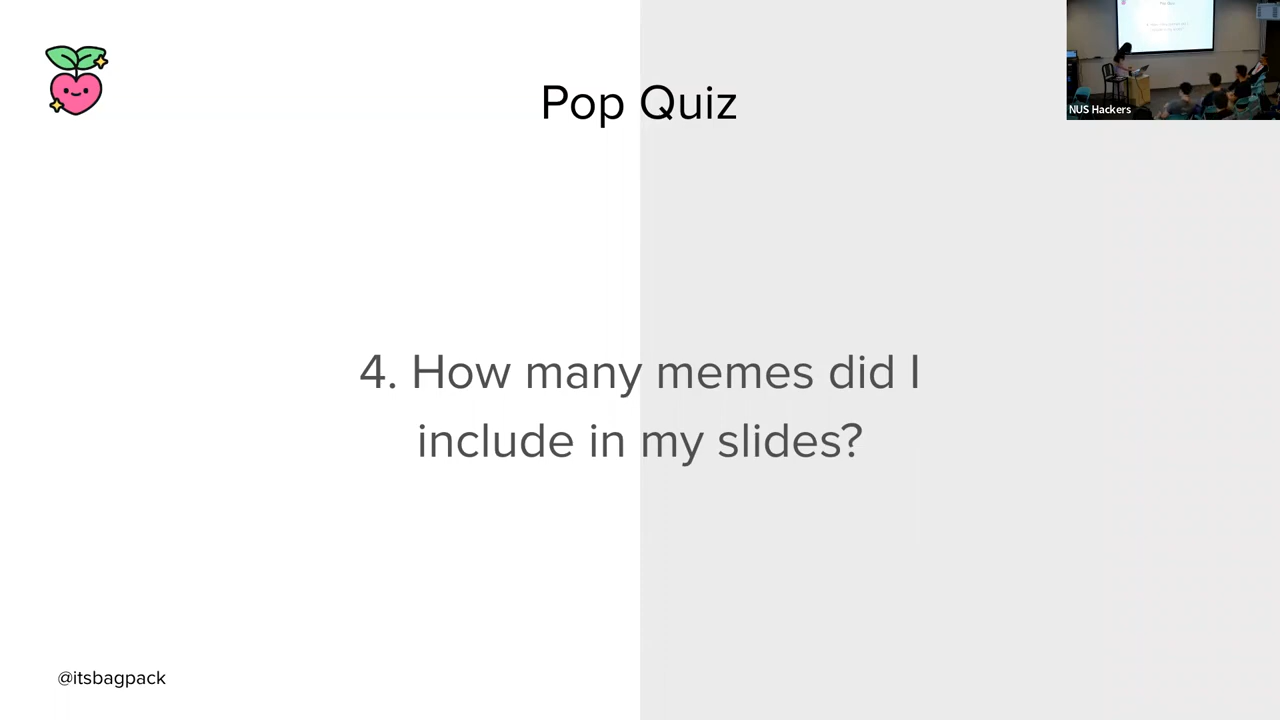 Pop Quiz
NUS Hackers
4. How many memes did I
include in my slides?
@itsbagpack